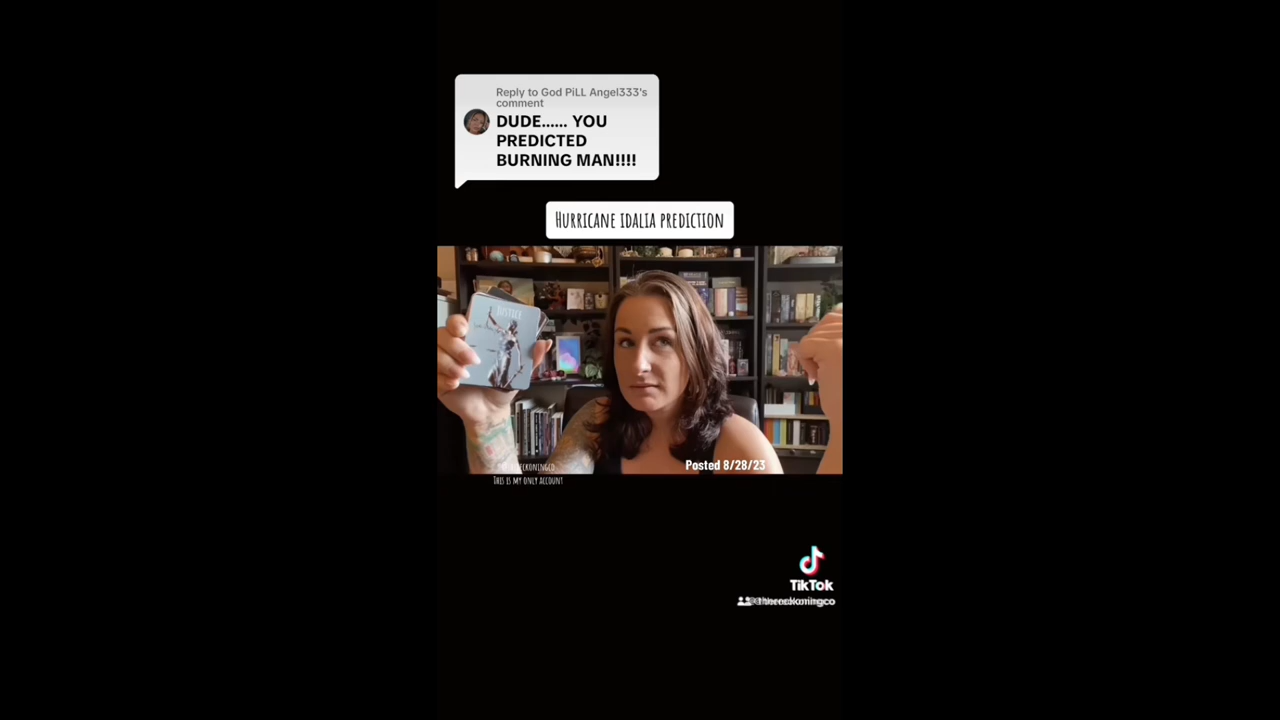 Reply to God PiLL Angel333's
comment
DUDE...... YOU
PREDICTED
BURNING MAN!!!!
HURRICANE IDALIA PREDICTION
JUSTICE
Posted 8/28/23
THIS IS MY ONLY ACCOUNT
TikTok